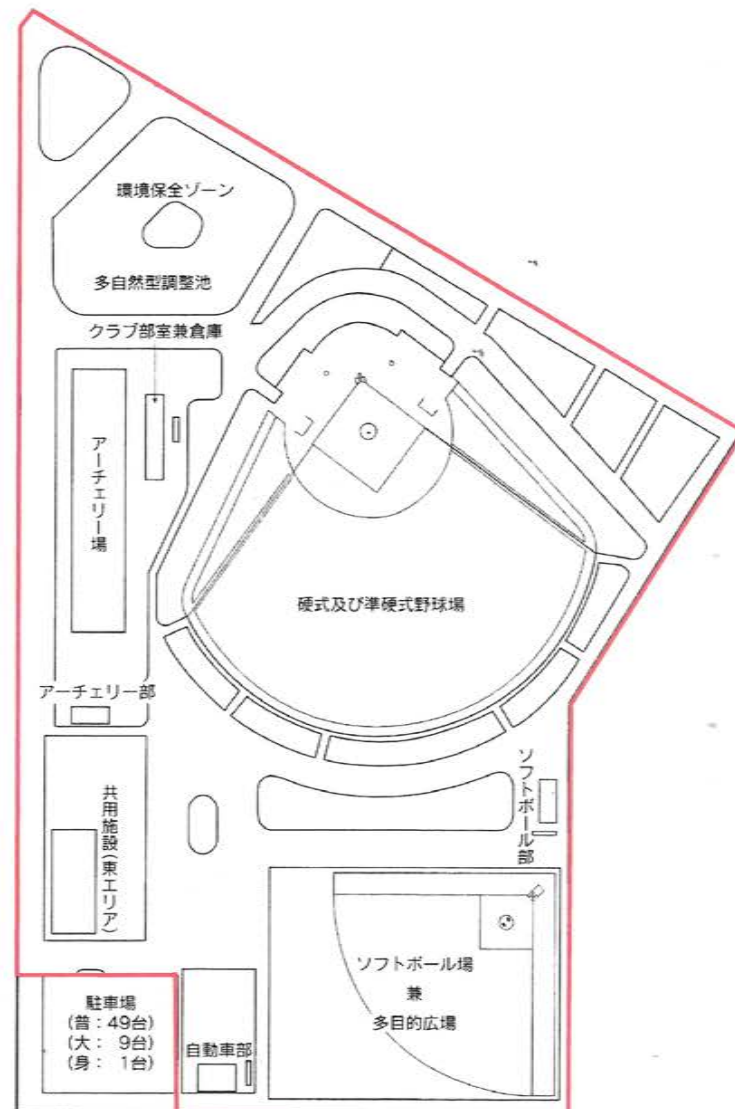 環境保全ゾーン
多自然型調整池
クラブ部室兼倉庫
アーチェリー場
硬式及び準硬式野球場
アーチェリー部
共用施設(東エリア)
ソフトボール部
ソフトボール場
兼
多目的広場
駐車場
(普:49台)
(大: 9台)
(身: 1台)
自動車部